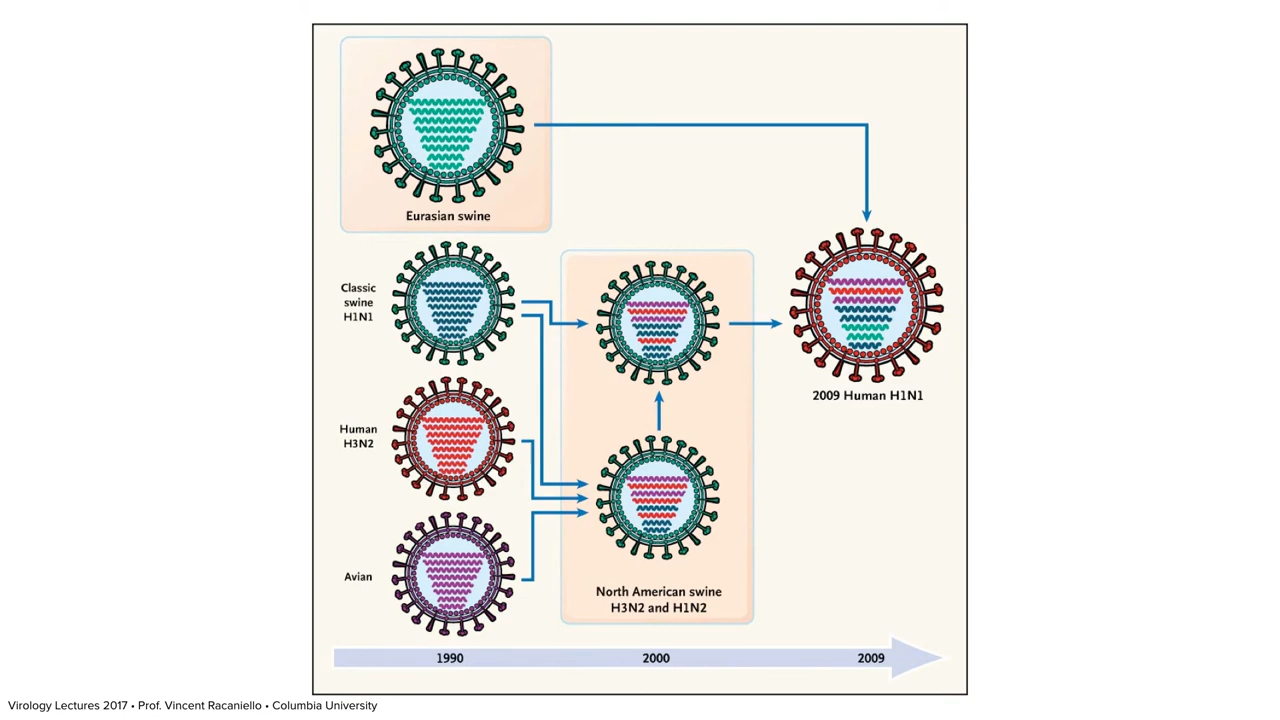 Eurasian swine
Classic
swine
H1N1
Human
H3N2
Avian
North American swine
H3N2 and H1N2
2009 Human H1N1
1990
2000
2009
Virology Lectures 2017 • Prof. Vincent Racaniello • Columbia University